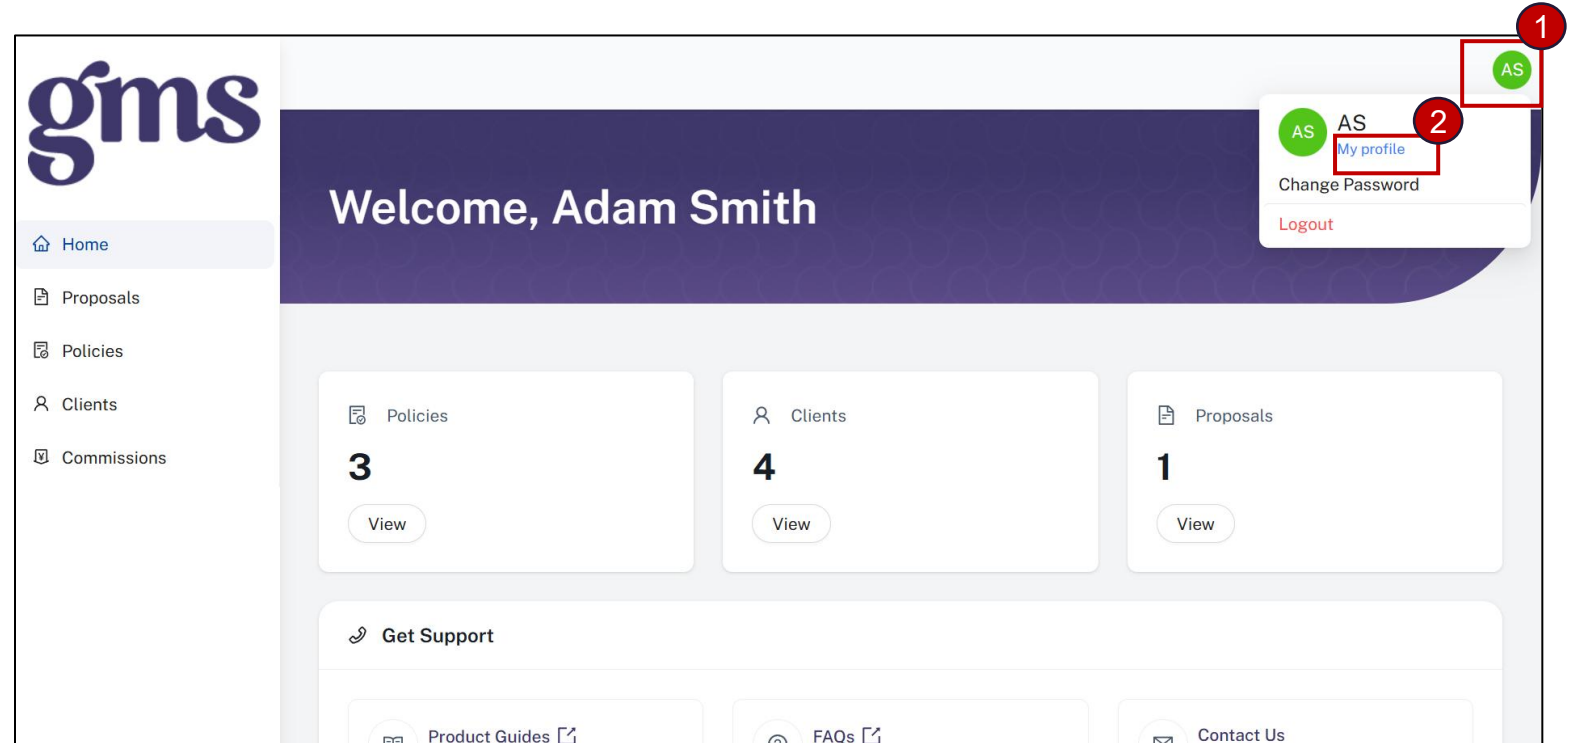 1
gms
AS
AS
AS
2
My profile
Change Password
Logout
Welcome, Adam Smith
Home
Proposals
Policies
Clients
Commissions
Policies
Clients
Proposals
3
4
1
View
View
View
Get Support
Product Guides
FAQs
Contact Us